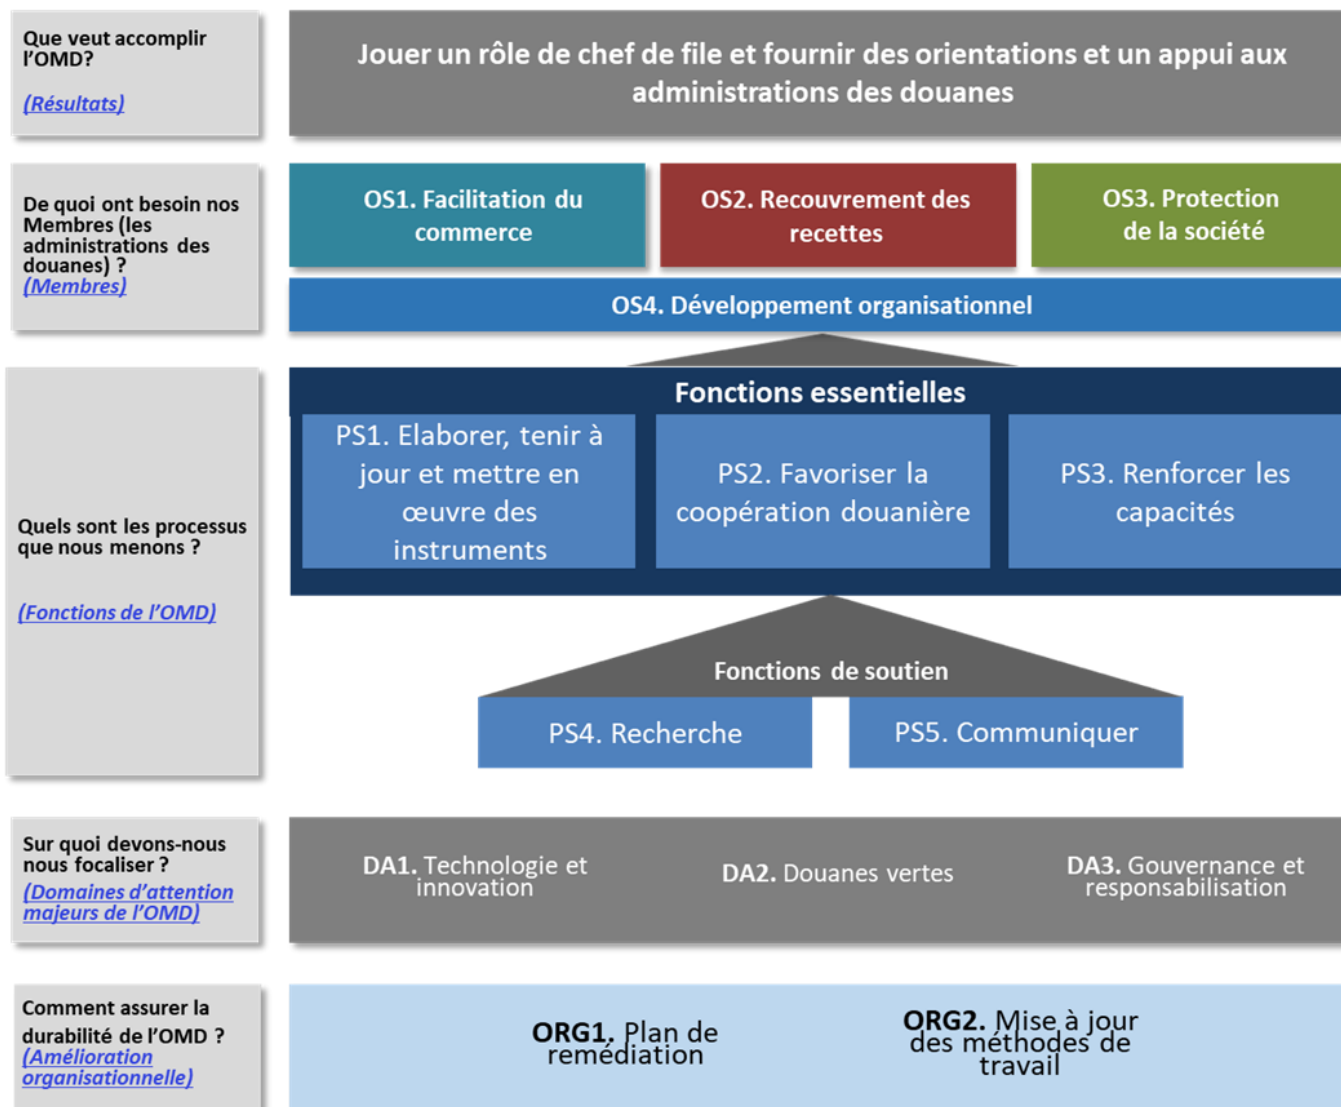 Que veut accomplir
l'OMD?
(Résultats)
Jouer un rôle de chef de file et fournir des orientations et un appui aux
administrations des douanes
De quoi ont besoin nos
Membres (les
administrations des
douanes) ?
(Membres)
OS1. Facilitation du
commerce
OS2. Recouvrement des
recettes
OS3. Protection
de la société
OS4. Développement organisationnel
Quels sont les processus
que nous menons ?
(Fonctions de l'OMD)
Fonctions essentielles
PS1. Elaborer, tenir à
jour et mettre en
œuvre des
instruments
PS2. Favoriser la
coopération douanière
PS3. Renforcer les
capacités
Fonctions de soutien
PS4. Recherche
PS5. Communiquer
Sur quoi devons-nous
nous focaliser ?
(Domaines d'attention
majeurs de l'OMD)
DA1. Technologie et
innovation
DA2. Douanes vertes
DA3. Gouvernance et
responsabilisation
Comment assurer la
durabilité de l'OMD ?
(Amélioration
organisationnelle)
ORG1. Plan de
remédiation
ORG2. Mise à jour
des méthodes de
travail